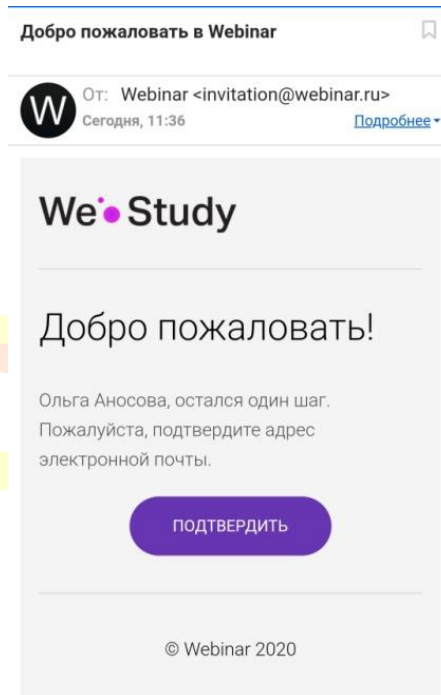 Добро пожаловать в Webinar
W
От: Webinar <invitation@webinar.ru>
Сегодня, 11:36
Подробнее
We Study
Добро пожаловать!
Ольга Аносова, остался один шаг.
Пожалуйста, подтвердите адрес
электронной почты.
ПОДТВЕРДИТЬ
© Webinar 2020